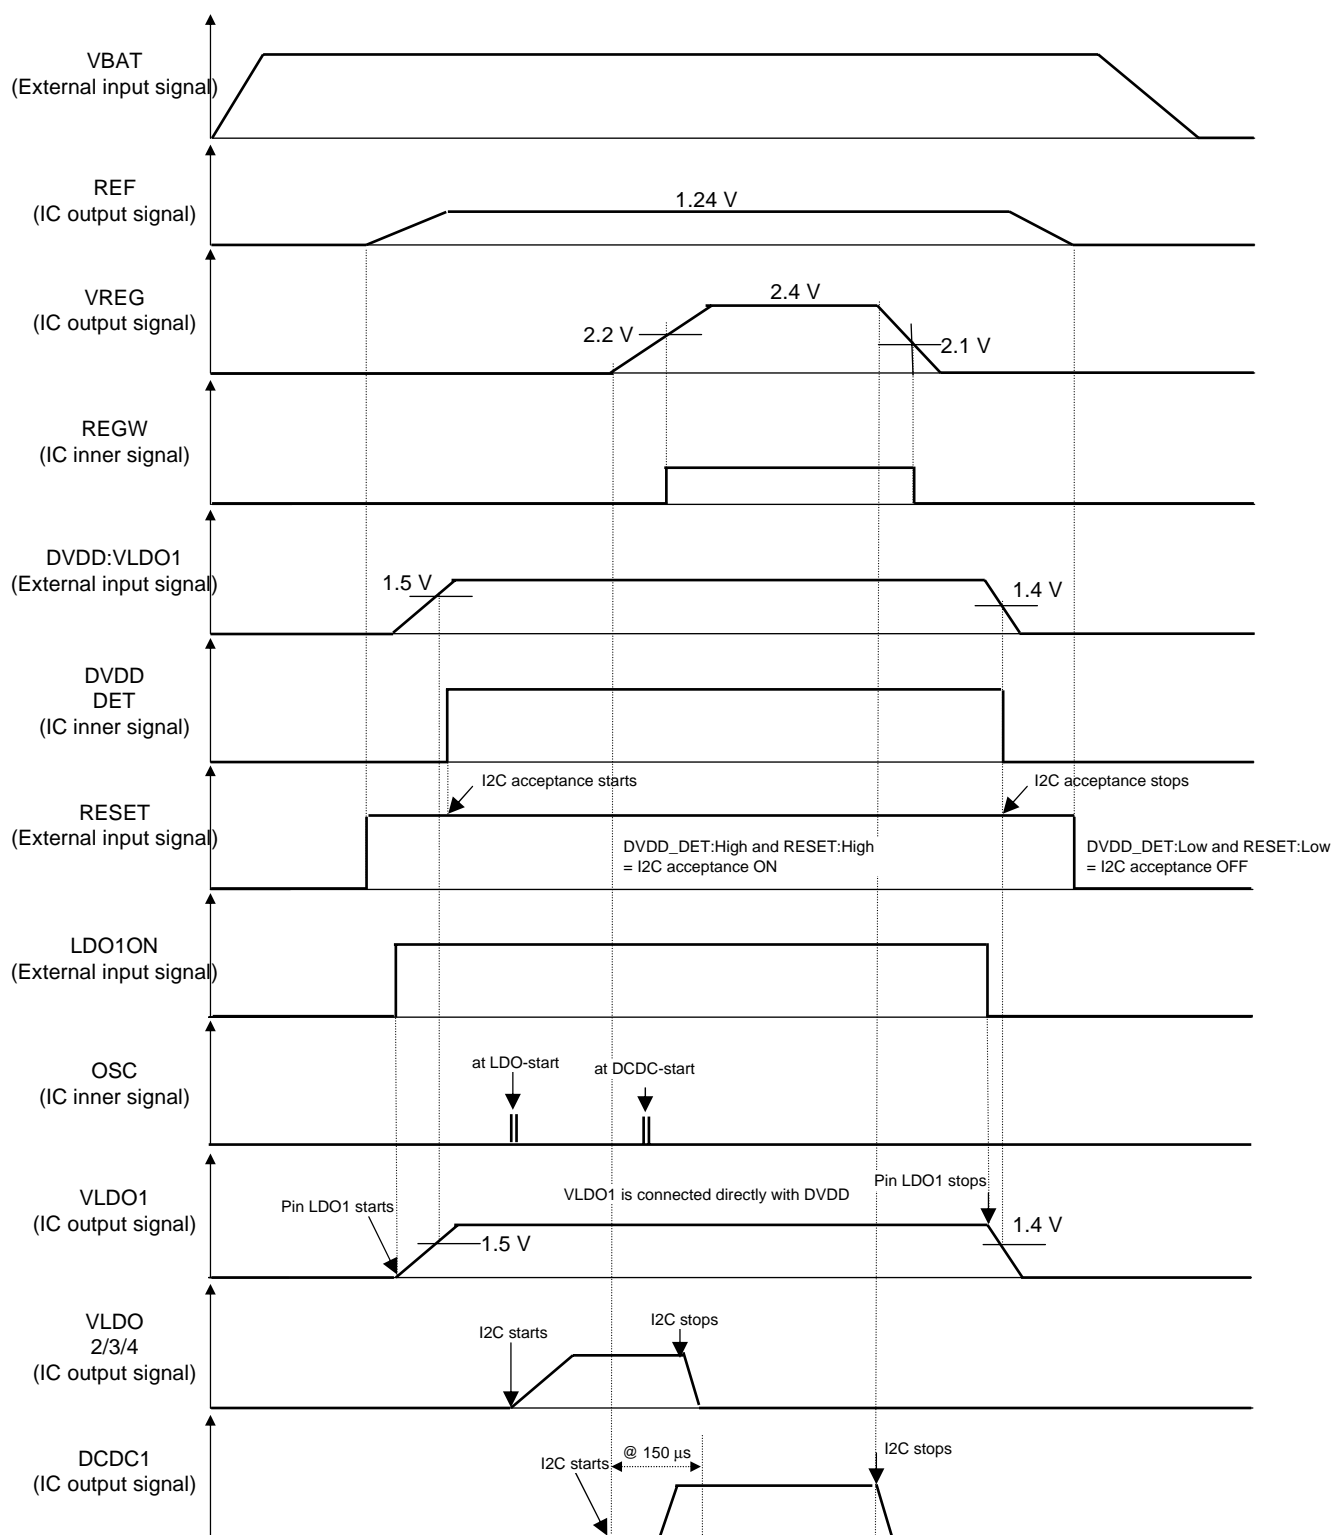 VBAT
(External input signal)
REF
(IC output signal)
1.24 V
VREG
(IC output signal)
2.4 V
2.2 V
2.1 V
REGW
(IC inner signal)
DVDD:VLDO1
(External input signal)
1.5 V
1.4 V
DVDD
DET
(IC inner signal)
I2C acceptance starts
I2C acceptance stops
RESET
(External input signal)
DVDD_DET:High and RESET:High
= I2C acceptance ON
DVDD_DET:Low and RESET:Low
= I2C acceptance OFF
LDO1ON
(External input signal)
OSC
(IC inner signal)
at LDO-start
at DCDC-start
VLDO1
(IC output signal)
Pin LDO1 starts
VLDO1 is connected directly with DVDD
Pin LDO1 stops
1.5 V
1.4 V
VLDO
2/3/4
(IC output signal)
I2C starts
I2C stops
DCDC1
(IC output signal)
I2C starts
@ 150 μs
I2C stops